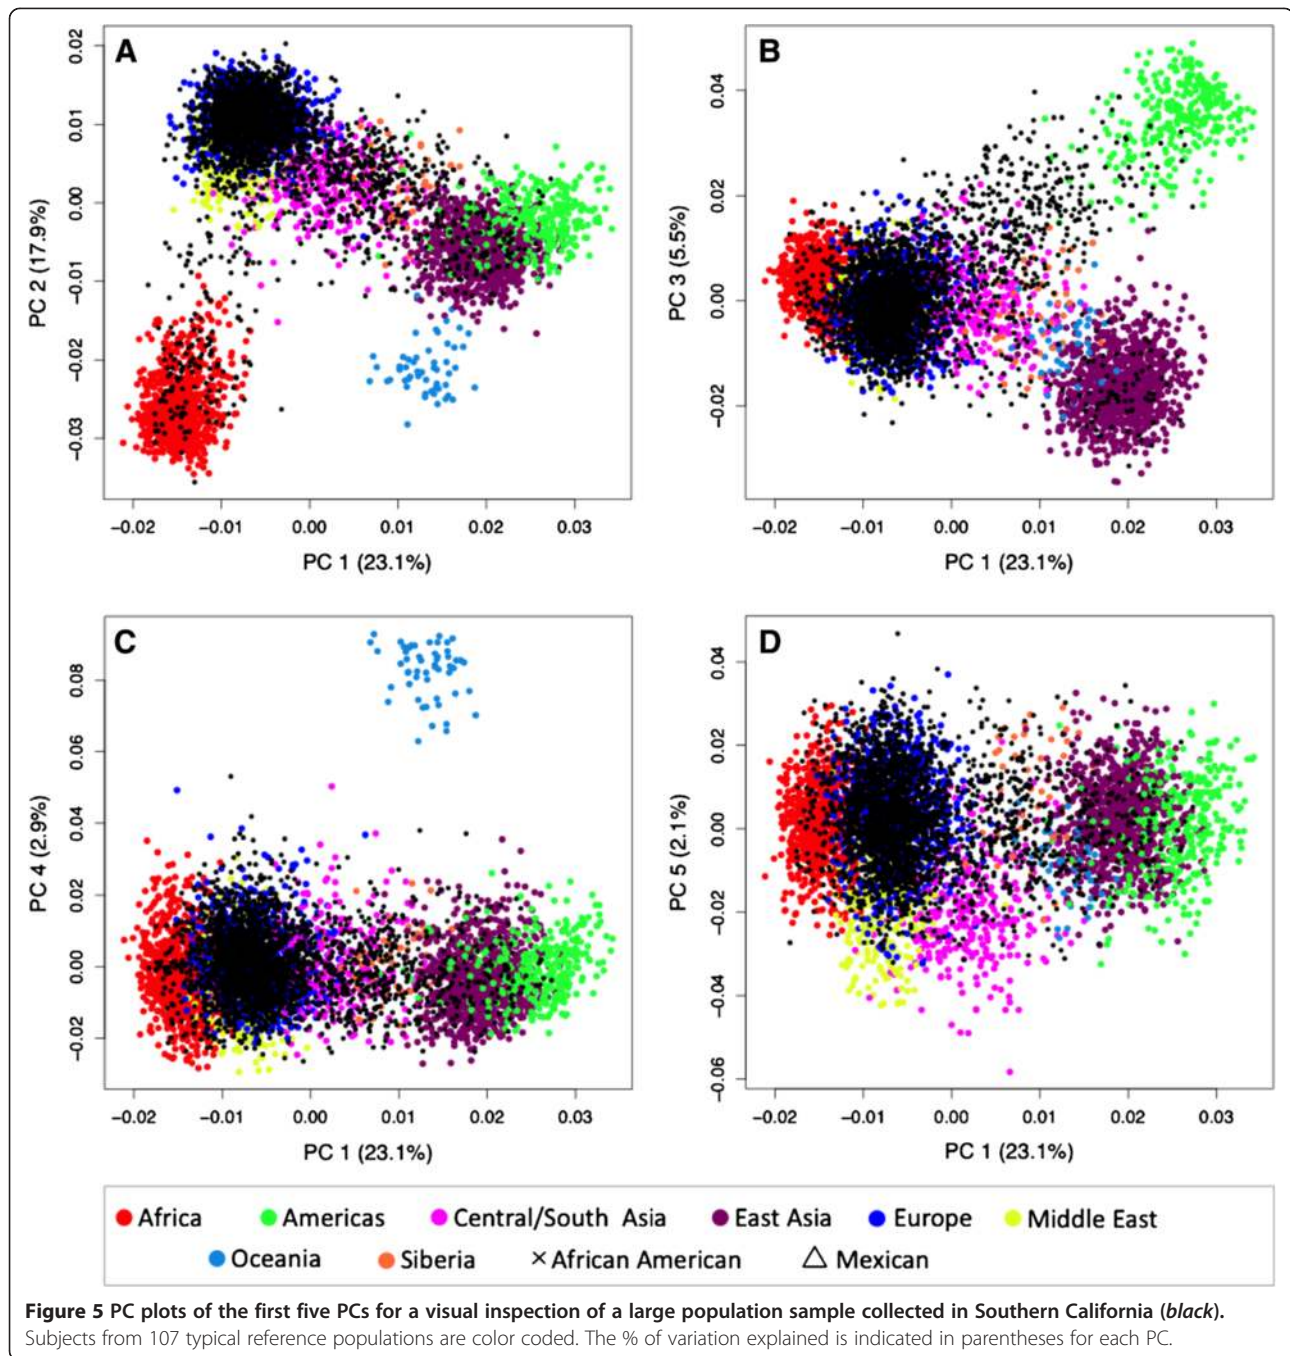 A
0.02
0.01
0.00
−0.01
−0.02
−0.03
PC 2 (17.9%)
−0.02 −0.01 0.00 0.01 0.02 0.03
PC 1 (23.1%)
B
0.04
0.02
0.00
−0.02
PC 3 (5.5%)
−0.02 −0.01 0.00 0.01 0.02 0.03
PC 1 (23.1%)
C
0.08
0.06
0.04
0.02
0.00
−0.02
PC 4 (2.9%)
−0.02 −0.01 0.00 0.01 0.02 0.03
PC 1 (23.1%)
D
0.04
0.02
0.00
−0.02
−0.04
−0.06
PC 5 (2.1%)
−0.02 −0.01 0.00 0.01 0.02 0.03
PC 1 (23.1%)
Africa Americas Central/South Asia East Asia Europe Middle East
Oceania Siberia × African American △ Mexican
Figure 5 PC plots of the first five PCs for a visual inspection of a large population sample collected in Southern California (black).
Subjects from 107 typical reference populations are color coded. The % of variation explained is indicated in parentheses for each PC.